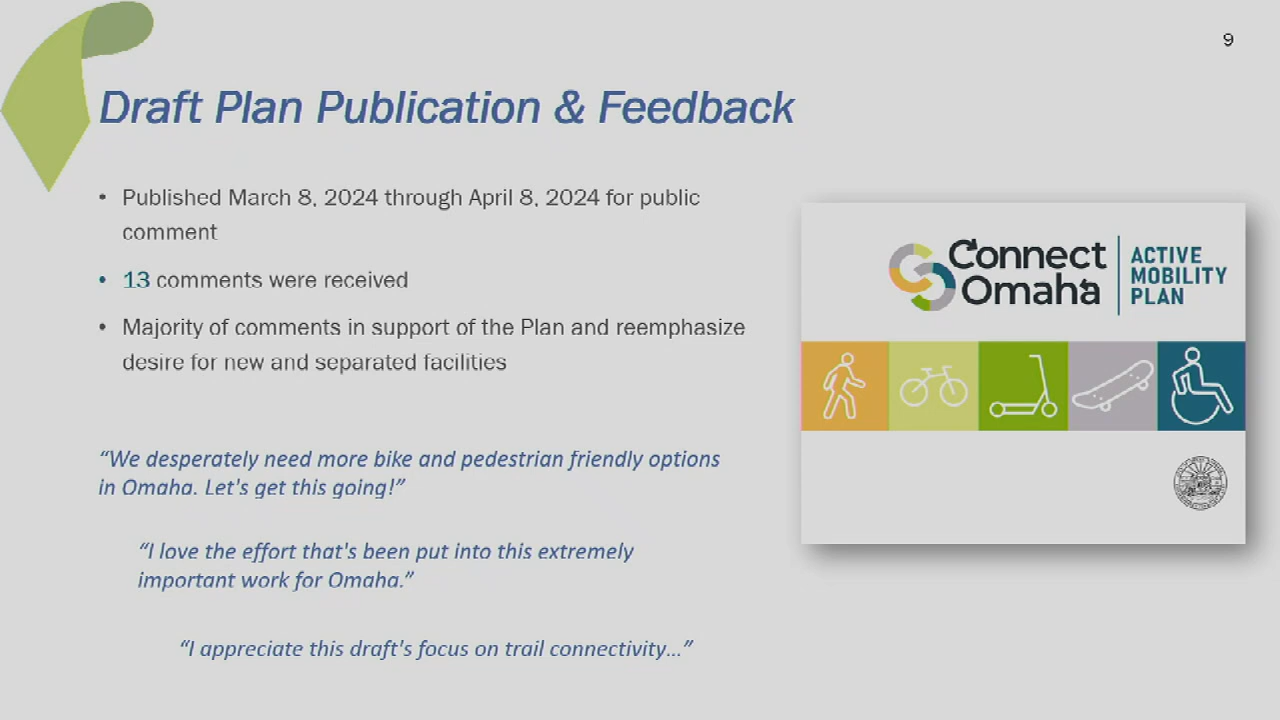 9
Draft Plan Publication & Feedback
• Published March 8, 2024 through April 8, 2024 for public
comment
• 13 comments were received
• Majority of comments in support of the Plan and reemphasize
desire for new and separated facilities
“We desperately need more bike and pedestrian friendly options
in Omaha. Let's get this going!”
“I love the effort that's been put into this extremely
important work for Omaha.”
“I appreciate this draft's focus on trail connectivity…”
Connect
Omaha
ACTIVE
MOBILITY
PLAN